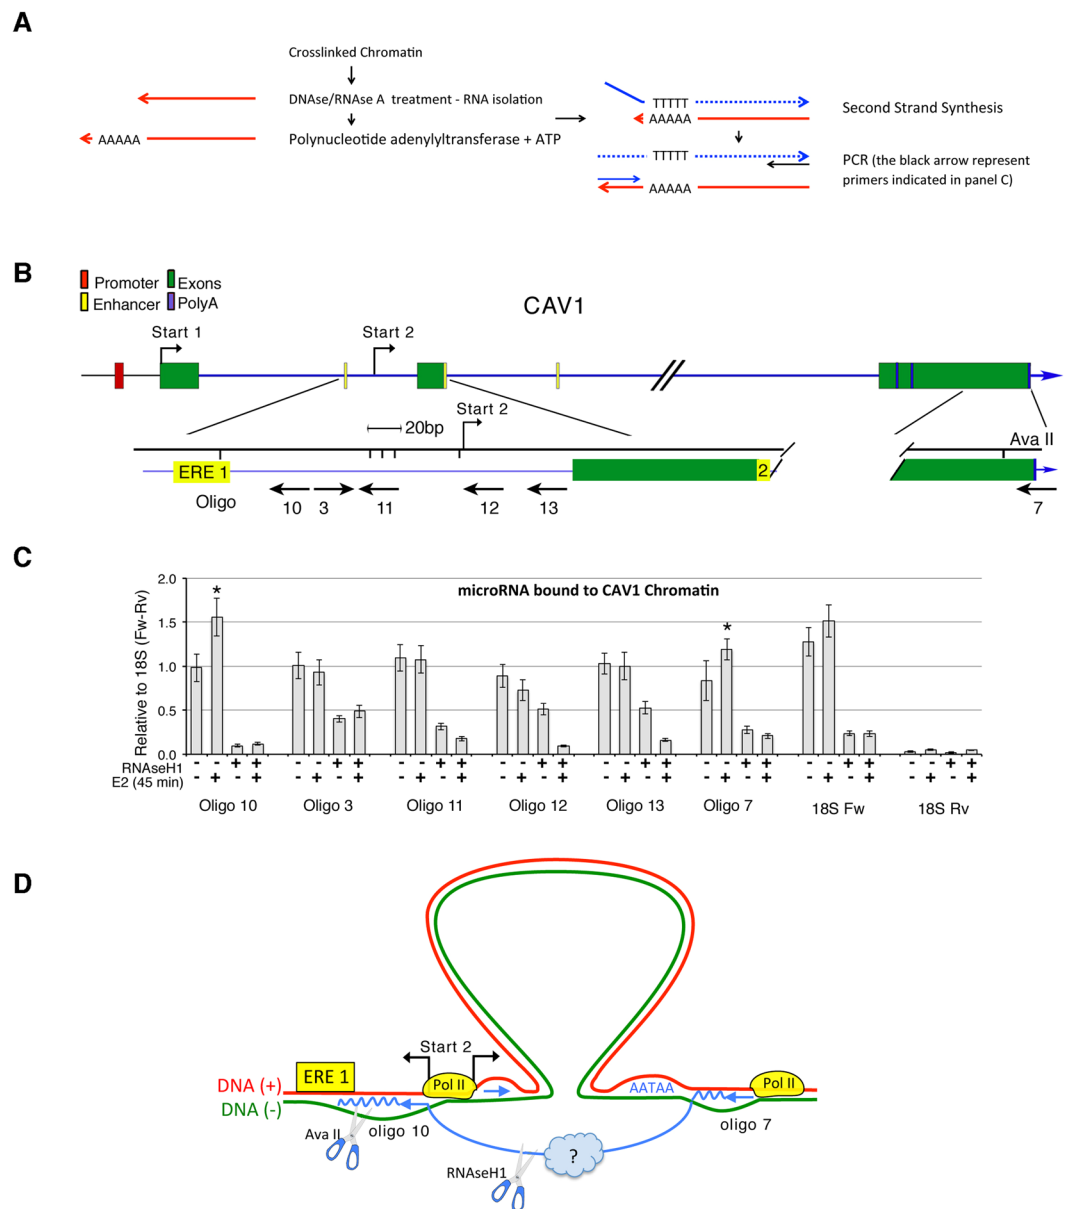 A
Crosslinked Chromatin
DNAse/RNAse A treatment - RNA isolation
AAAAA
Polynucleotide adenylyltransferase + ATP
TTTTT
AAAAA
Second Strand Synthesis
TTTTT
AAAAA
PCR (the black arrow represent
primers indicated in panel C)
B
Promoter
Exons
Enhancer
PolyA
CAV1
Start 1
Start 2
Start 2
20bp
Ava II
ERE 1
2
Oligo
10
3
11
12
13
7
C
microRNA bound to CAV1 Chromatin
Relative to 18S (Fw-Rv)
2.0
1.5
1.0
0.5
0.0
*
*
RNAseH1 - - + + - - + + - - + + - - + + - - + + - - + + - - + + - - + +
E2 (45 min) - + - + - + - + - + - + - + - + - + - + - + - + - + - + - + - +
Oligo 10 Oligo 3 Oligo 11 Oligo 12 Oligo 13 Oligo 7 18S Fw 18S Rv
D
Start 2
ERE 1
Pol II
AATAA
Pol II
DNA (+)
DNA (-)
Ava II
oligo 10
oligo 7
RNAseH1
?